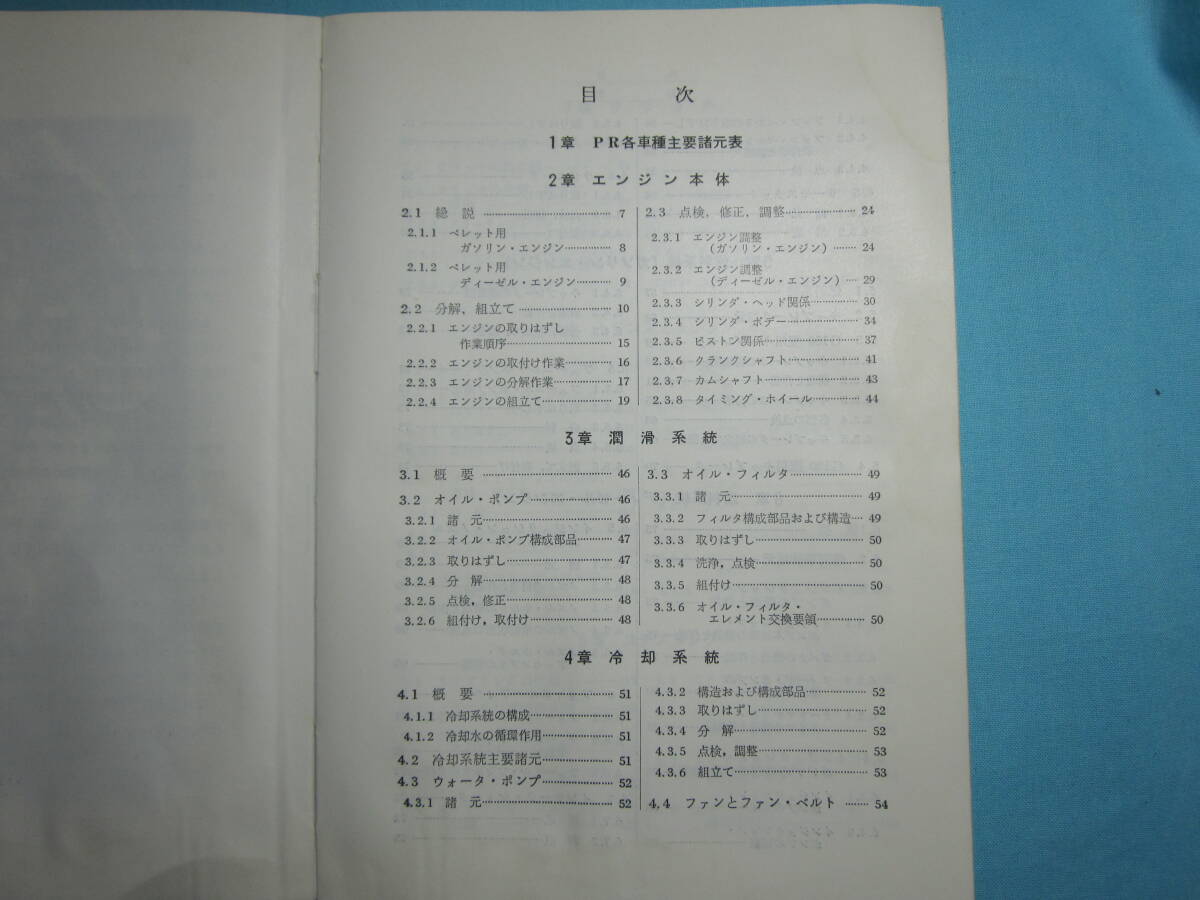 目 次
1章 PR各車種主要諸元表
2章 エンジン本体
2.1 総説 ………… 7
2.1.1 ベレット用
ガソリン・エンジン………… 8
2.1.2 ベレット用
ディーゼル・エンジン………… 9
2.2 分解、組立て ………… 10
2.2.1 エンジンの取りはずし
作業順序………… 15
2.2.2 エンジンの取付け作業………… 16
2.2.3 エンジンの分解作業………… 17
2.2.4 エンジンの組立て………… 19
2.3 点検, 修正, 調整………… 24
2.3.1 エンジン調整
(ガソリン・エンジン) ………… 24
2.3.2 エンジン調整
(ディーゼル・エンジン) ………… 29
2.3.3 シリンダ・ヘッド関係………… 30
2.3.4 シリンダ・ボデー………… 34
2.3.5 ピストン関係………… 37
2.3.6 クランクシャフト………… 41
2.3.7 カムシャフト………… 43
2.3.8 タイミング・ホイール………… 44
3章 潤滑系統
3.1 概要 ………… 46
3.2 オイル・ポンプ………… 46
3.2.1 諸元………… 46
3.2.2 オイル・ポンプ構成部品………… 47
3.2.3 取りはずし………… 47
3.2.4 分解………… 48
3.2.5 点検, 修正………… 48
3.2.6 組付け, 取付け………… 48
3.3 オイル・フィルタ………… 49
3.3.1 諸元………… 49
3.3.2 フィルタ構成部品および構造………… 49
3.3.3 取りはずし………… 50
3.3.4 洗浄, 点検………… 50
3.3.5 組付け………… 50
3.3.6 オイル・フィルタ・
エレメント交換要領………… 50
4章 冷却系統
4.1 概要 ………… 51
4.1.1 冷却系統の構成………… 51
4.1.2 冷却水の循環作用………… 51
4.2 冷却系統主要諸元………… 51
4.3 ウォータ・ポンプ………… 52
4.3.1 諸元………… 52
4.3.2 構造および構成部品………… 52
4.3.3 取りはずし………… 52
4.3.4 分解………… 52
4.3.5 点検, 調整………… 53
4.3.6 組立て………… 53
4.4 ファンとファン・ベルト ………… 54